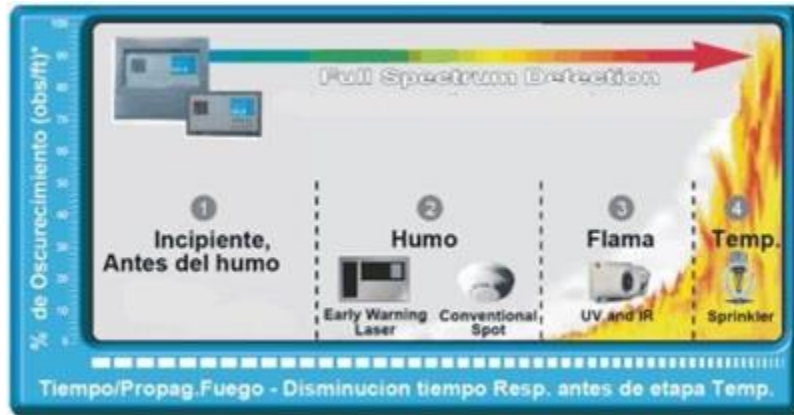 Full Spectrum Detection
% de Oscurecimiento (obs/ft)*
1
Incipiente,
Antes del humo
2
Humo
Early Warning
Laser
Conventional
Spot
3
Flama
UV and IR
4
Temp.
Sprinkler
Tiempo/Propag.Fuego - Disminucion tiempo Resp. antes de etapa Temp.